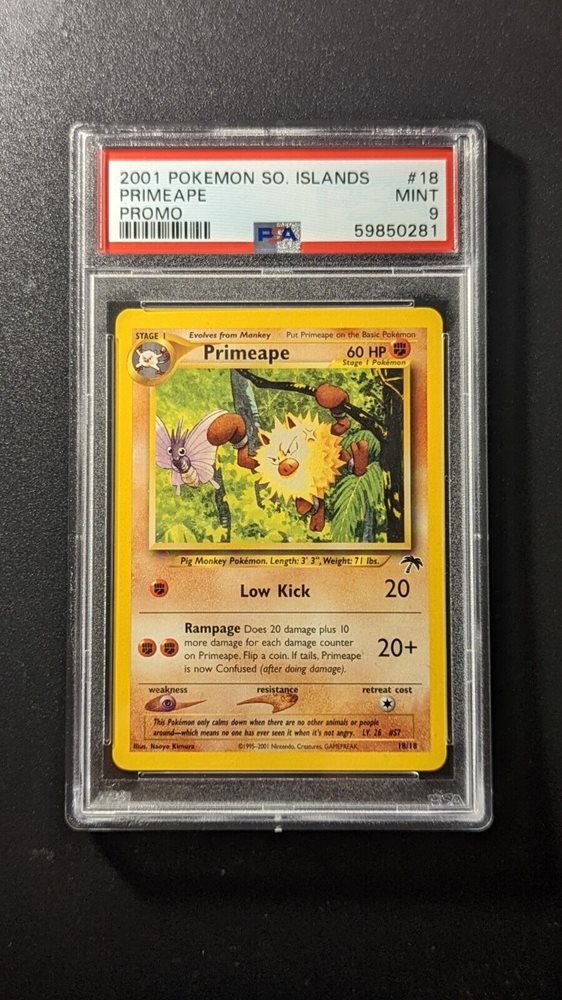 2001 POKEMON SO. ISLANDS #18
PRIMEAPE MINT
PROMO 9
PSA 59850281
STAGE 1 Evolves from Mankey Put Primeape on the Basic Pokémon
Primeape 60 HP
Stage 1 Pokémon
Pig Monkey Pokémon. Length: 3' 3", Weight: 71 lbs.
Low Kick 20
Rampage Does 20 damage plus 10
more damage for each damage counter
on Primeape. Flip a coin. If tails, Primeape
is now Confused (after doing damage).
20+
weakness resistance retreat cost
This Pokémon only calms down when there are no other animals or people
around—which means no one has ever seen it when it's not angry. LV. 28 #57
Illus. Naoyo Kimura ©1995-2001 Nintendo, Creatures, GAMEFREAK. 18/18